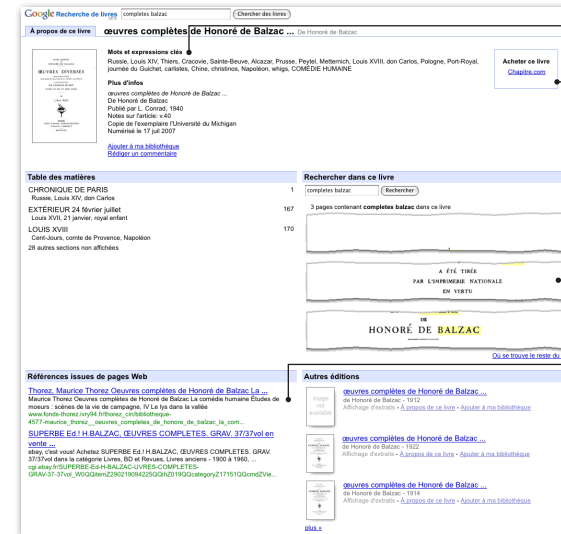 Google Recherche de livres completes balzac Chercher des livres
À propos de ce livre œuvres complètes de Honoré de Balzac ... De Honoré de Balzac
Mots et expressions clés
Russie, Louis XIV, Thiers, Cracovie, Sainte-Beuve, Alcazar, Prusse, Peytel, Metternich, Louis XVIII, don Carlos, Pologne, Port-Royal,
journée du Guichet, carlistes, Chine, christinos, Napoléon, whigs, COMÉDIE HUMAINE
Plus d'infos
œuvres complètes de Honoré de Balzac ...
De Honoré de Balzac
Publié par L. Conrad, 1940
Notes sur l'article: v.40
Copie de l'exemplaire l'Université du Michigan
Numérisé le 17 juil 2007
Ajouter à ma bibliothèque
Rédiger un commentaire
ŒUVRES DIVERSES
Acheter ce livre
Chapitre.com
Table des matières
CHRONIQUE DE PARIS 1
Russie, Louis XIV, don Carlos
EXTÉRIEUR 24 février juillet 167
Louis XVII, 21 janvier, royal enfant
LOUIS XVIII 170
Cent-Jours, comte de Provence, Napoléon
28 autres sections non affichées
Rechercher dans ce livre
completes balzac Rechercher
3 pages contenant completes balzac dans ce livre
A ÉTÉ TIRÉE
PAR L'IMPRIMERIE NATIONALE
EN VERTU
DE
HONORÉ DE BALZAC
Où se trouve le reste du
Références issues de pages Web
Thorez, Maurice Thorez Oeuvres complètes de Honoré de Balzac La ...
Maurice Thorez Oeuvres complètes de Honoré de Balzac La comédie humaine Études de
moeurs : scènes de la vie de campagne, IV Le lys dans la vallée
www.fonds-thorez.ivry94.fr/thorez_cin/bibliotheque-
4577-maurice_thorez__oeuvres_completes_de_honore_de_balzac_la_com...
SUPERBE Ed.! H.BALZAC, ŒUVRES COMPLETES. GRAV. 37/37vol en
vente ...
ebay, c'est vous! Achetez SUPERBE Ed.! H.BALZAC, ŒUVRES COMPLETES. GRAV.
37/37vol dans la catégorie Livres, BD et Revues, Livres anciens - 1900 à 1960, ...
cgi.ebay.fr/SUPERBE-Ed-H-BALZAC-UVRES-COMPLETES-
GRAV-37-37vol_W0QQitemZ290219094225QQihZ019QQcategoryZ17151QQcmdZVie...
Autres éditions
image
not
available
œuvres complètes de Honoré de Balzac ...
de Honoré de Balzac - 1912
Affichage d'extraits - À propos de ce livre - Ajouter à ma bibliothèque
œuvres complètes de Honoré de Balzac ...
de Honoré de Balzac - 1922
Affichage d'extraits - À propos de ce livre - Ajouter à ma bibliothèque
œuvres complètes de Honoré de Balzac ...
de Honoré de Balzac - 1914
Affichage d'extraits - À propos de ce livre - Ajouter à ma bibliothèque
plus »